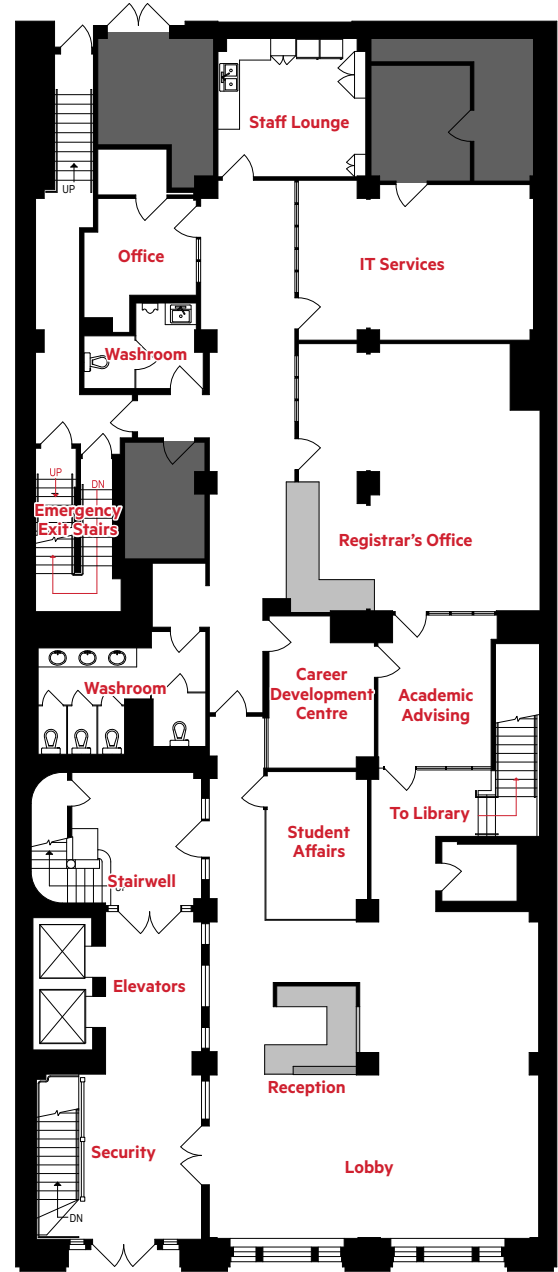 Staff Lounge
UP
Office
IT Services
Washroom
UP
DN
Emergency
Exit Stairs
Registrar's Office
Washroom
Career
Development
Centre
Academic
Advising
To Library
Student
Affairs
Stairwell
Elevators
Reception
Security
Lobby
DN